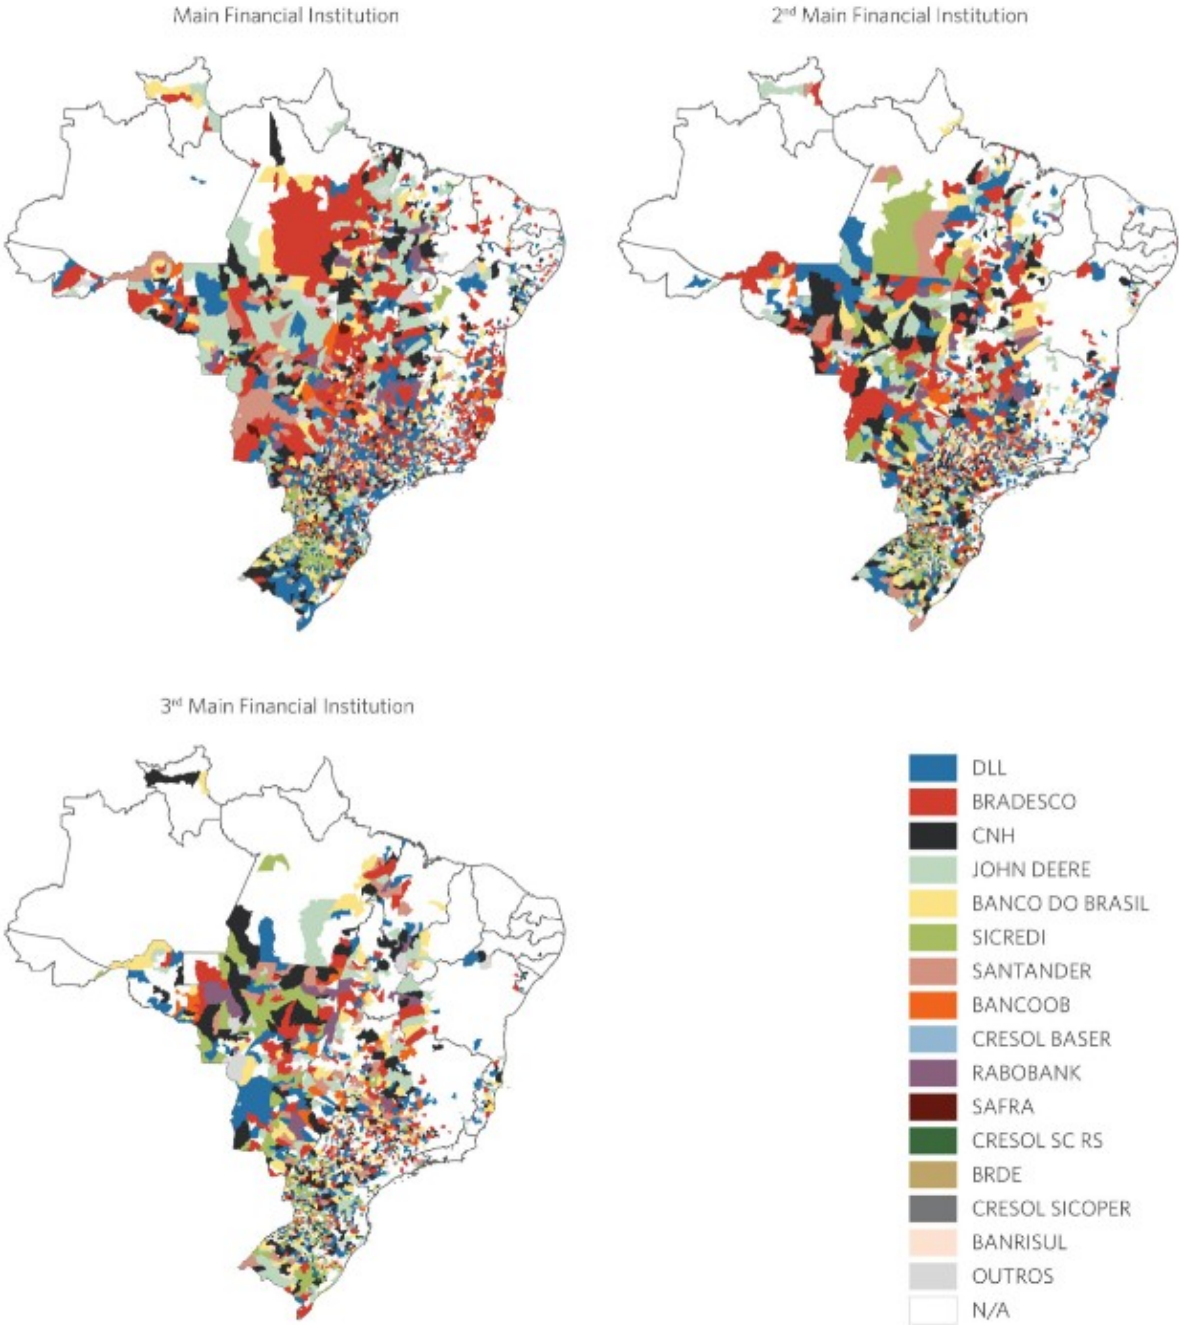 Main Financial Institution
2nd Main Financial Institution
3rd Main Financial Institution
DLL
BRADESCO
CNH
JOHN DEERE
BANCO DO BRASIL
SICREDI
SANTANDER
BANCOOB
CRESOL BASER
RABOBANK
SAFRA
CRESOL SC RS
BRDE
CRESOL SICOPER
BANRISUL
OUTROS
N/A